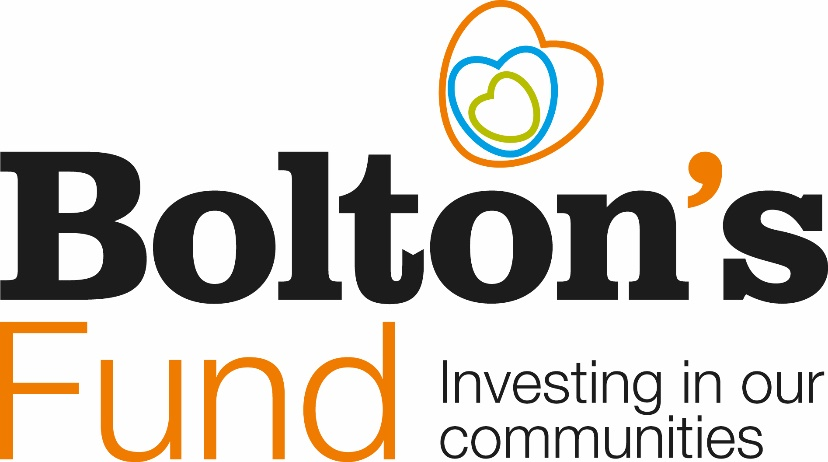 Bolton's
Fund
Investing in our
communities